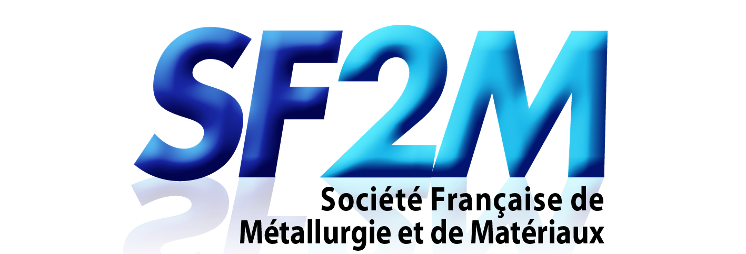 SF2M
Société Française de
Métallurgie et de Matériaux